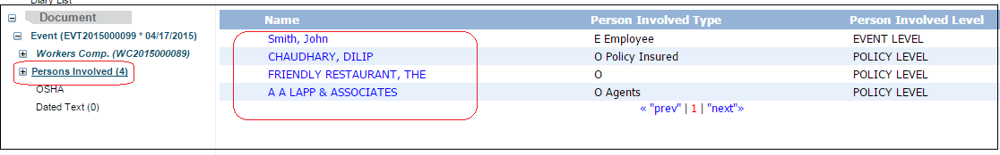 Diary List
Document
Event (EVT2015000099 * 04/17/2015)
Workers Comp. (WC2015000089)
Persons Involved (4)
OSHA
Dated Text (0)
Name Person Involved Type Person Involved Level
Smith, John E Employee EVENT LEVEL
CHAUDHARY, DILIP O Policy Insured POLICY LEVEL
FRIENDLY RESTAURANT, THE O POLICY LEVEL
A A LAPP & ASSOCIATES O Agents POLICY LEVEL
« "prev" | 1 | "next"»